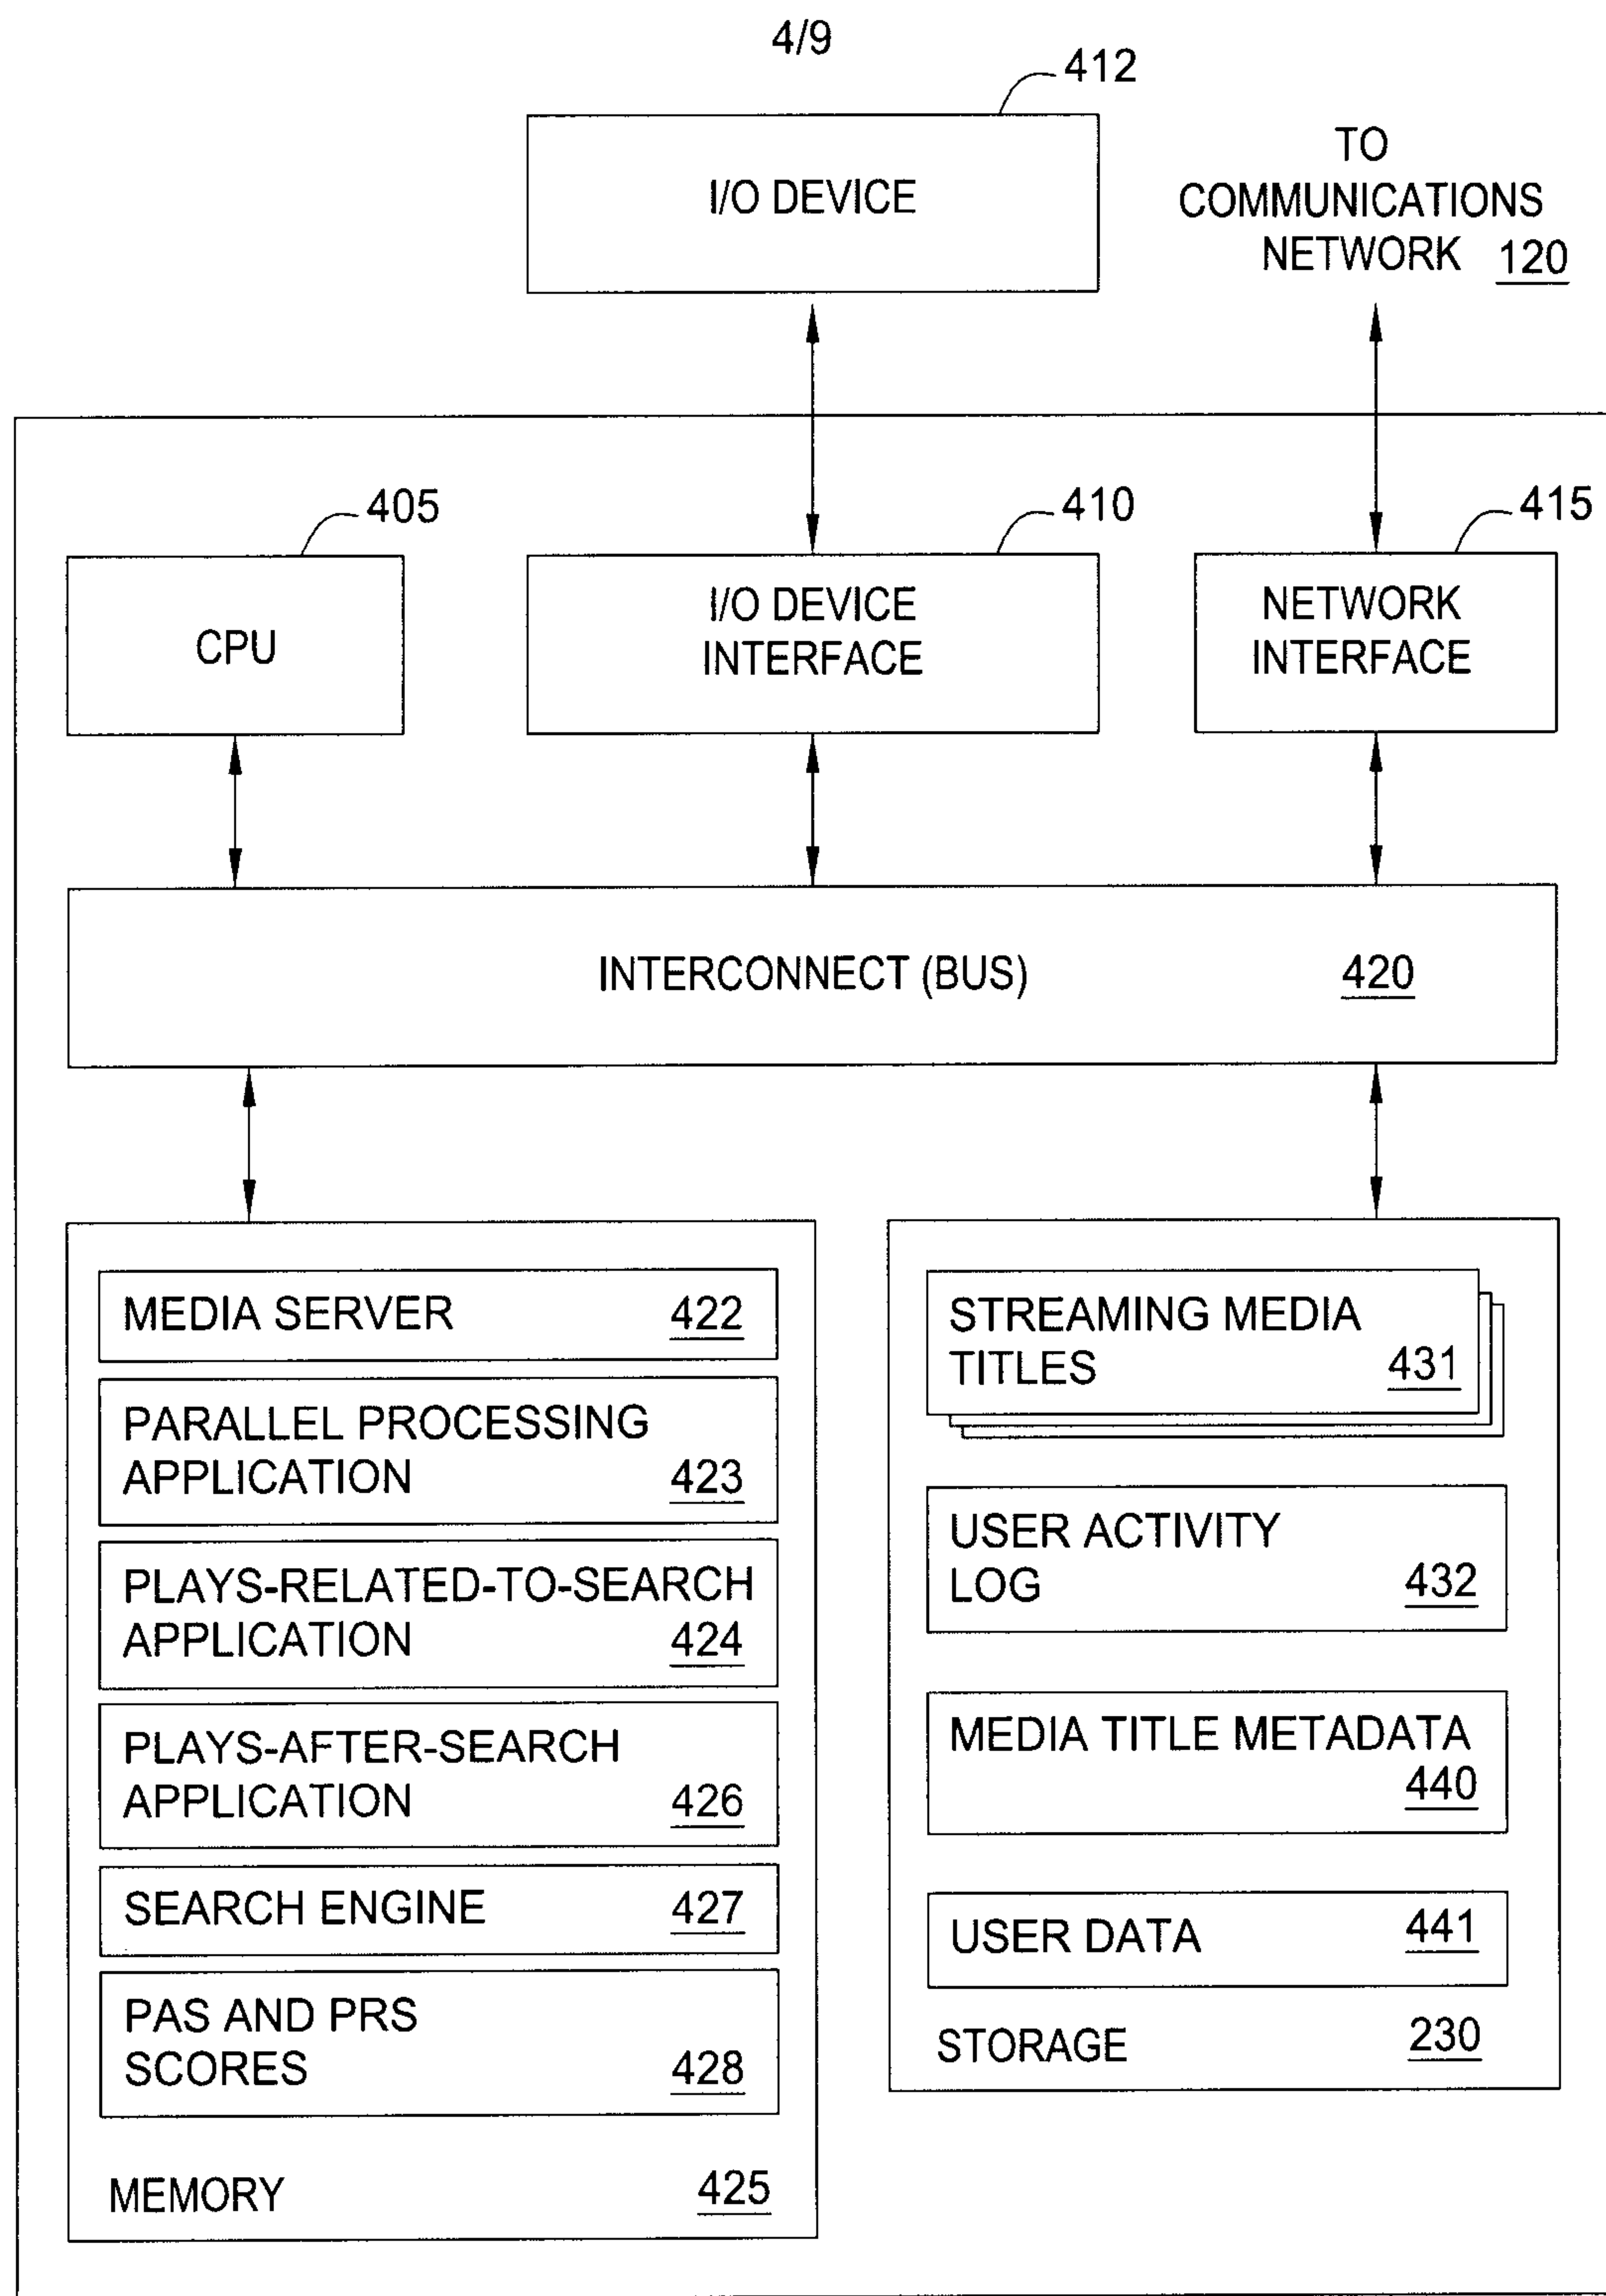 4/9
412
I/O DEVICE
TO
COMMUNICATIONS
NETWORK 120
405
410
415
CPU
I/O DEVICE
INTERFACE
NETWORK
INTERFACE
INTERCONNECT (BUS) 420
MEDIA SERVER 422
PARALLEL PROCESSING
APPLICATION 423
PLAYS-RELATED-TO-SEARCH
APPLICATION 424
PLAYS-AFTER-SEARCH
APPLICATION 426
SEARCH ENGINE 427
PAS AND PRS
SCORES 428
MEMORY 425
STREAMING MEDIA
TITLES 431
USER ACTIVITY
LOG 432
MEDIA TITLE METADATA
440
USER DATA 441
STORAGE 230